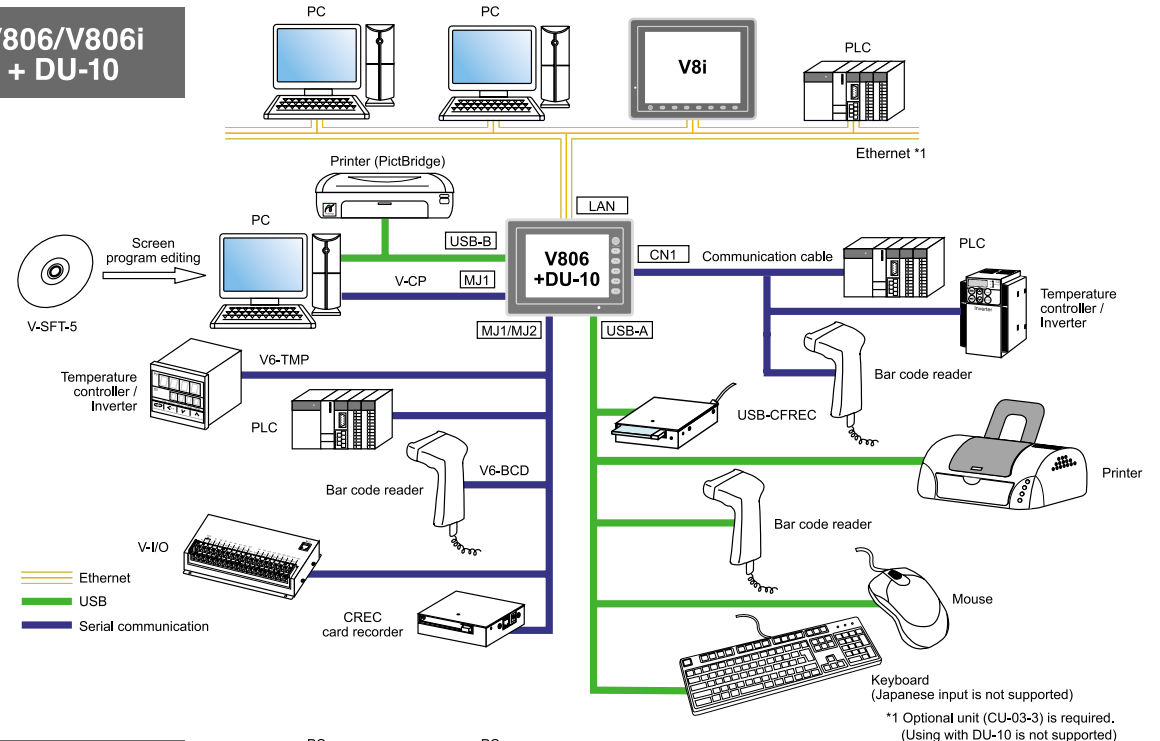 V806/V806i
+ DU-10
PC
PC
V8i
PLC
Ethernet *1
Printer (PictBridge)
LAN
PC
USB-B
V806
+DU-10
CN1
Communication cable
PLC
Screen
program editing
V-CP
MJ1
V-SFT-5
Inverter
Temperature
controller /
Inverter
MJ1/MJ2
USB-A
V6-TMP
Temperature
controller /
Inverter
Bar code reader
PLC
USB-CFREC
V6-BCD
Bar code reader
Printer
Bar code reader
V-I/O
Ethernet
USB
Serial communication
CREC
card recorder
Mouse
Keyboard
(Japanese input is not supported)
*1 Optional unit (CU-03-3) is required.
(Using with DU-10 is not supported)
PC
PC